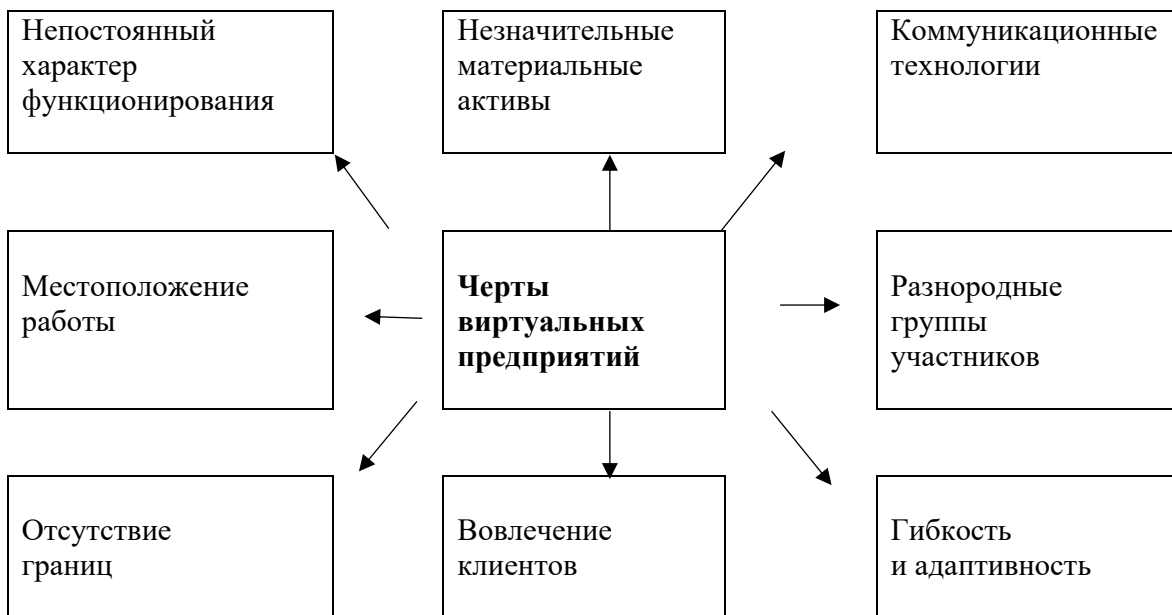 Непостоянный
характер
функционирования
Незначительные
материальные
активы
Коммуникационные
технологии
Местоположение
работы
Черты
виртуальных
предприятий
Разнородные
группы
участников
Отсутствие
границ
Вовлечение
клиентов
Гибкость
и адаптивность